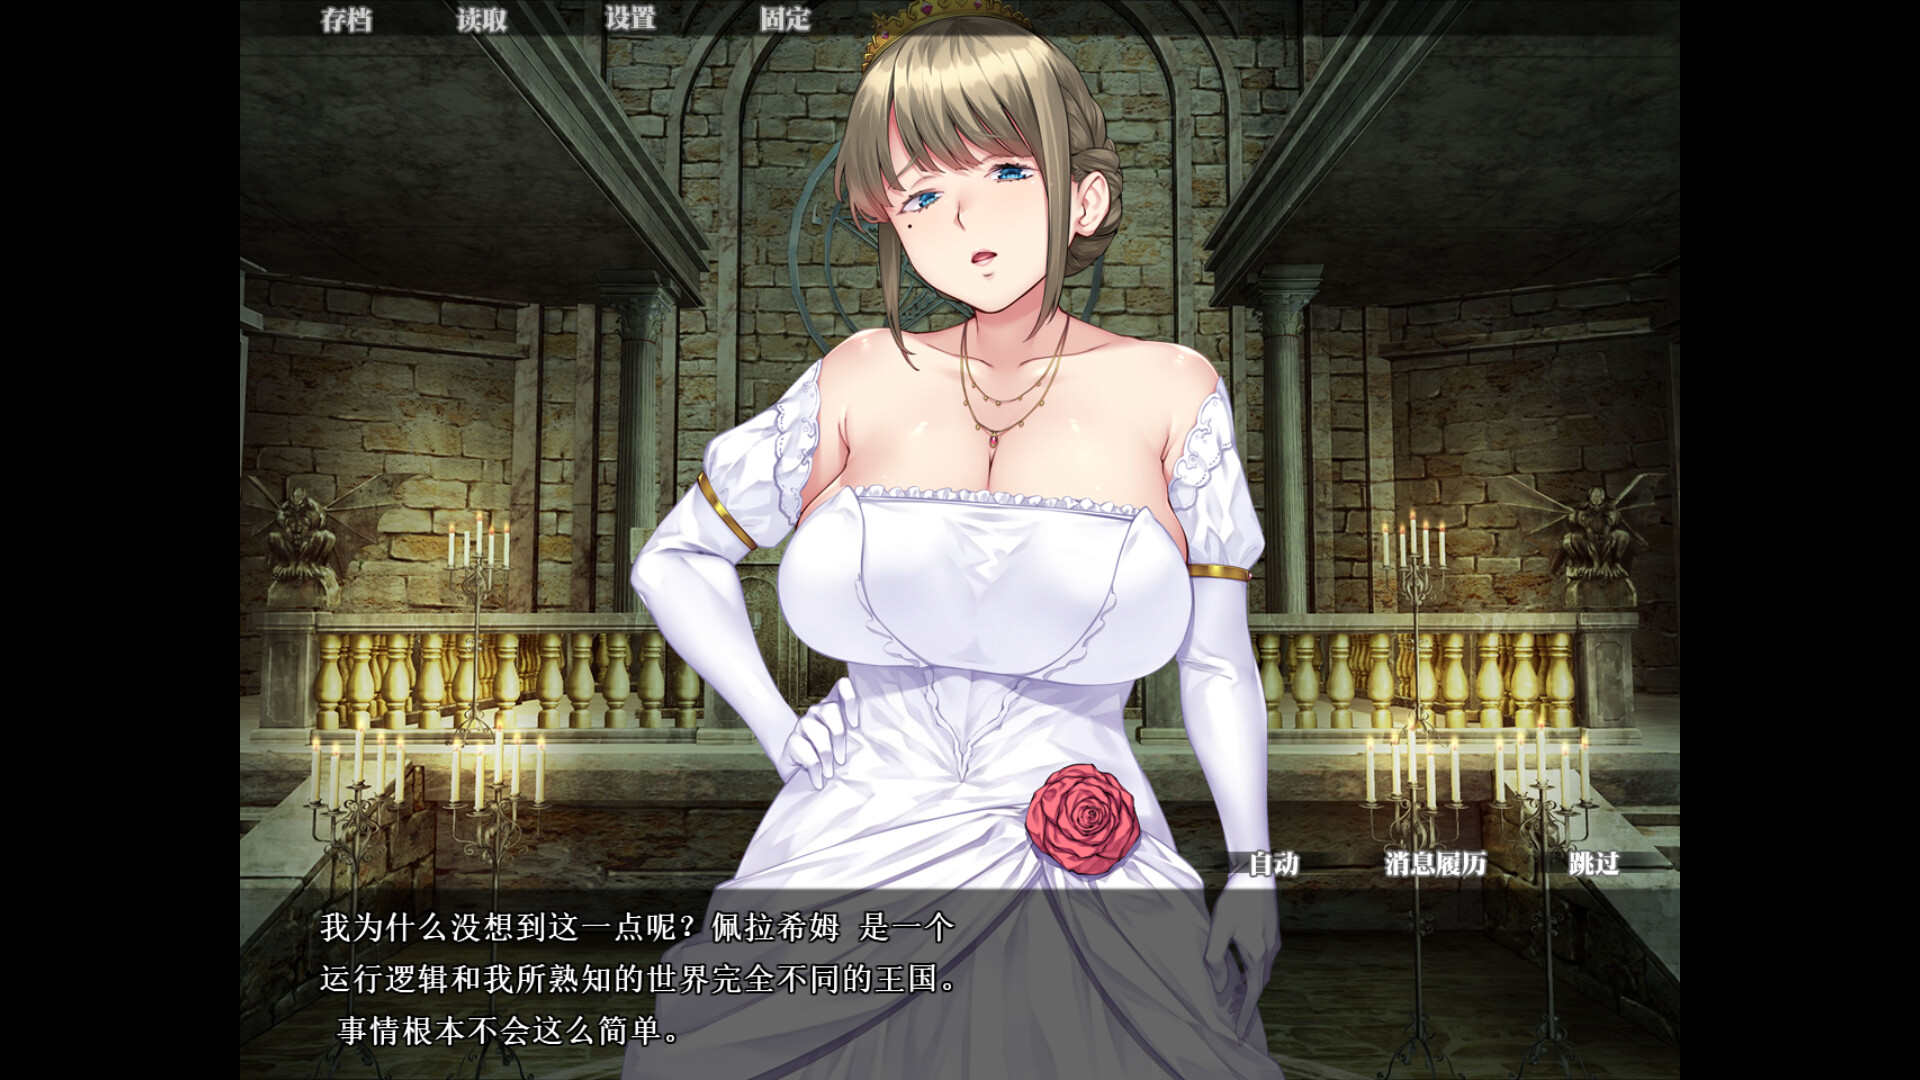 存档 读取 设置 固定
自动 消息履历 跳过
我为什么没想到这一点呢？佩拉希姆 是一个
运行逻辑和我所熟知的世界完全不同的王国。
事情根本不会这么简单。